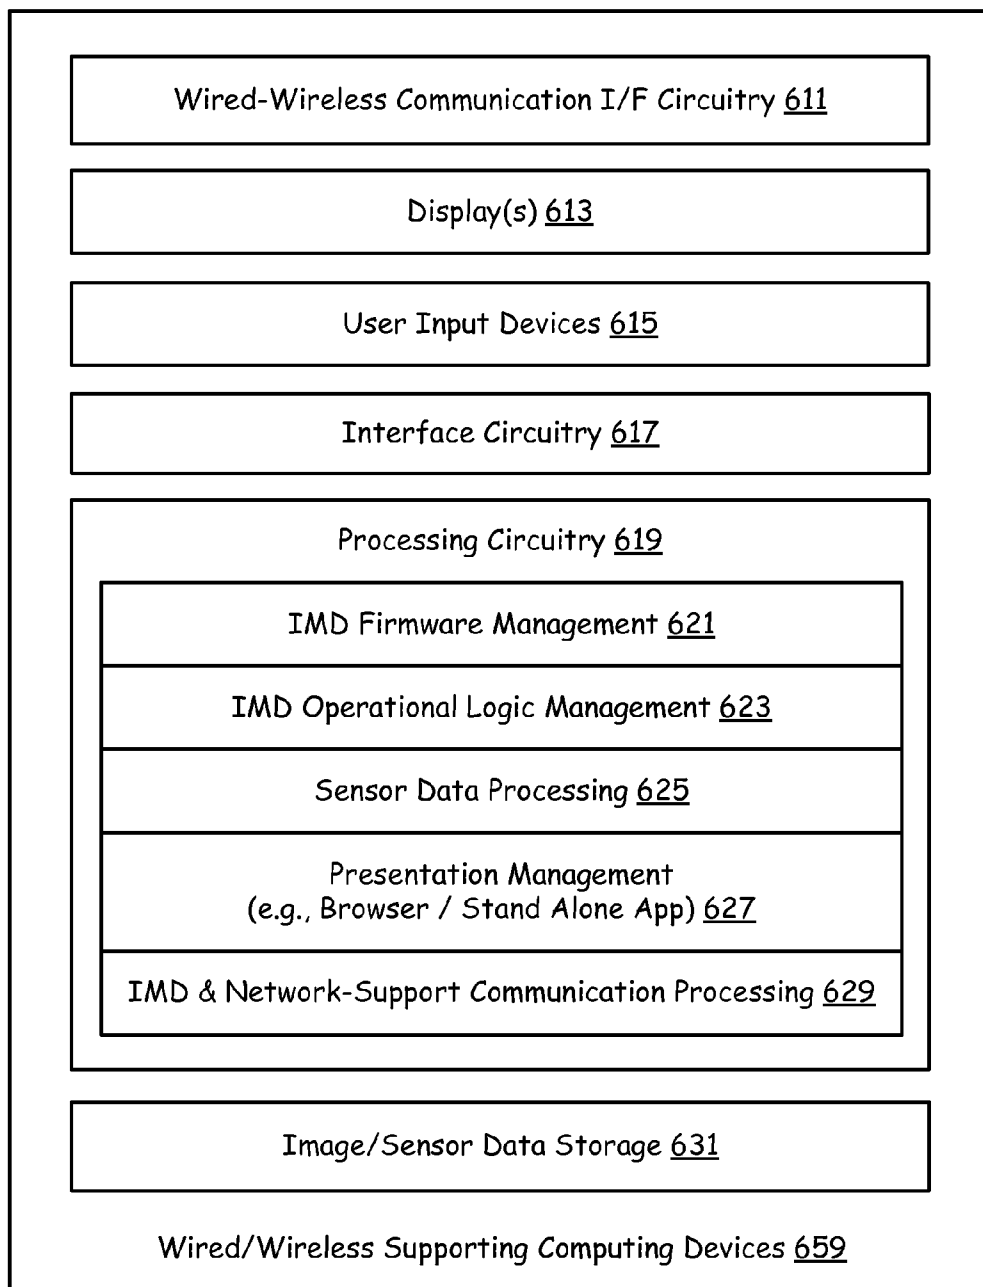 Wired-Wireless Communication I/F Circuitry 611
Display(s) 613
User Input Devices 615
Interface Circuitry 617
Processing Circuitry 619
IMD Firmware Management 621
IMD Operational Logic Management 623
Sensor Data Processing 625
Presentation Management
(e.g., Browser / Stand Alone App) 627
IMD & Network-Support Communication Processing 629
Image/Sensor Data Storage 631
Wired/Wireless Supporting Computing Devices 659